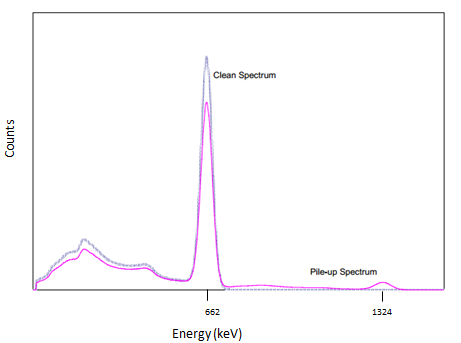 Clean Spectrum
Counts
Pile-up Spectrum
662
1324
Energy (keV)